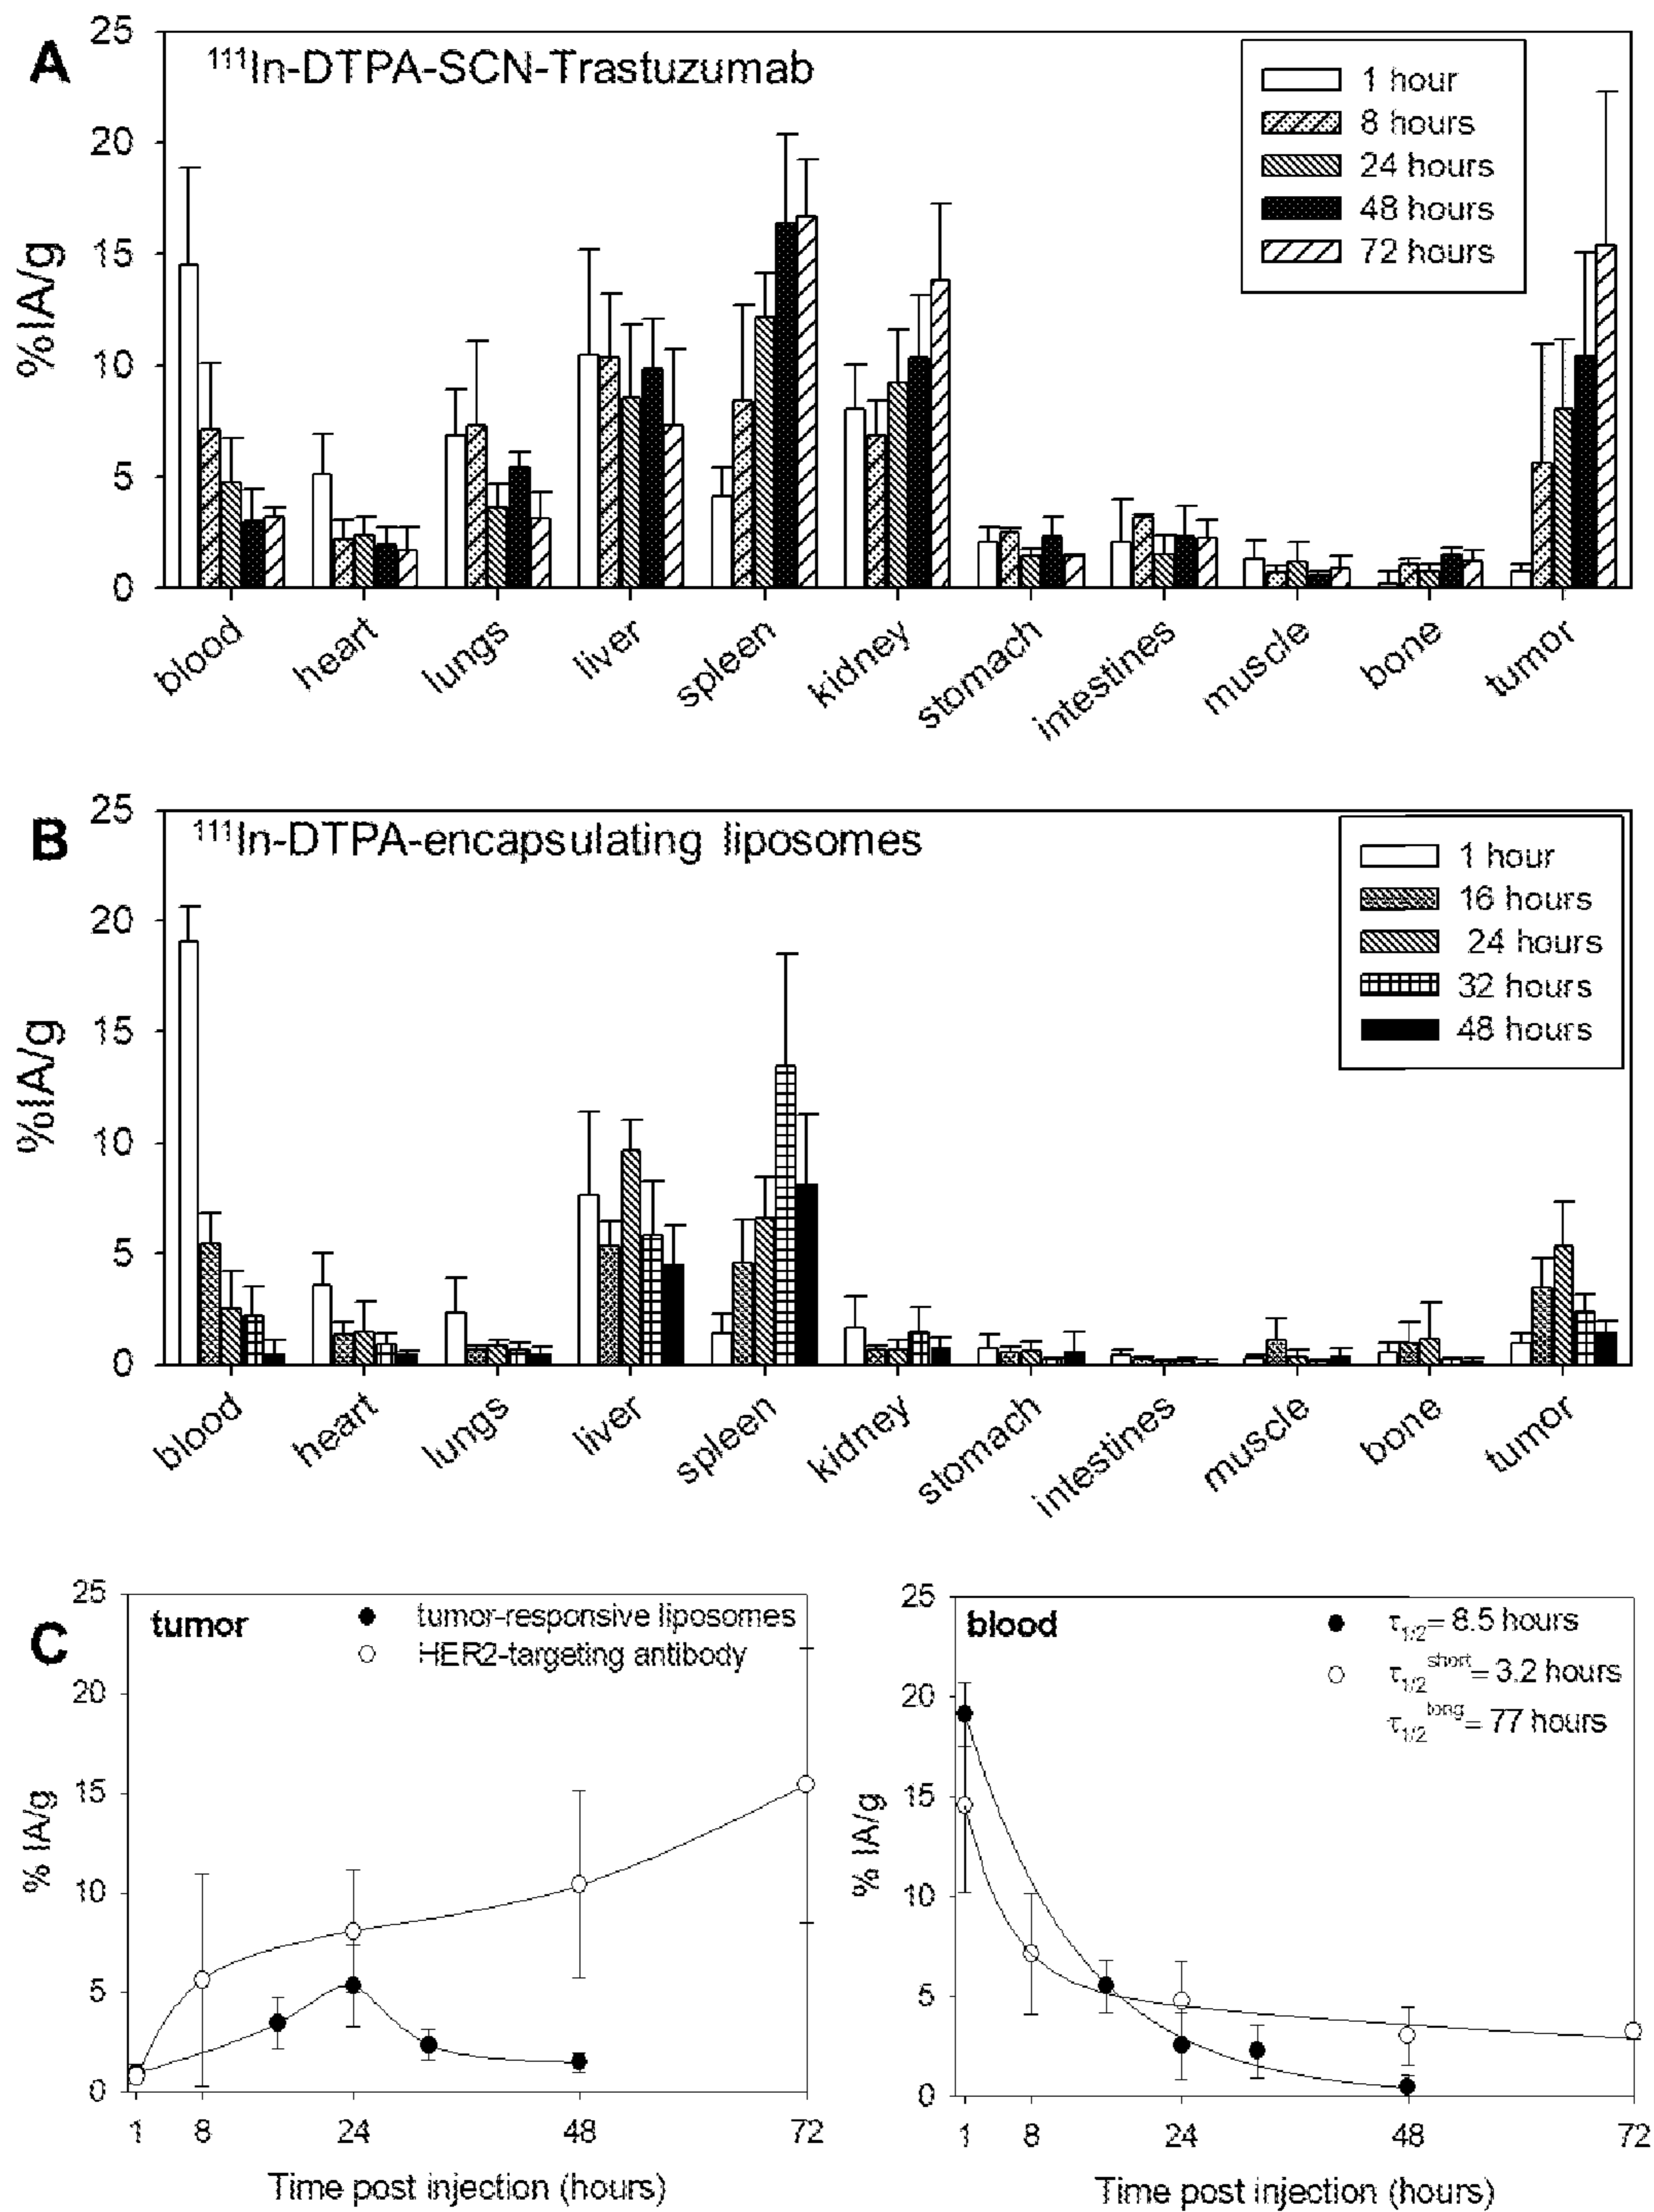 A
¹¹¹In-DTPA-SCN-Trastuzumab
1 hour
8 hours
24 hours
48 hours
72 hours
%IA/g
25
20
15
10
5
0
blood
heart
lungs
liver
spleen
kidney
stomach
intestines
muscle
bone
tumor
B
¹¹¹In-DTPA-encapsulating liposomes
1 hour
16 hours
24 hours
32 hours
48 hours
%IA/g
25
20
15
10
5
0
blood
heart
lungs
liver
spleen
kidney
stomach
intestines
muscle
bone
tumor
C
tumor
tumor-responsive liposomes
HER2-targeting antibody
% IA/g
25
20
15
10
5
0
1 8 24 48 72
Time post injection (hours)
blood
τ1/2= 8.5 hours
τ1/2 short= 3.2 hours
τ1/2 long= 77 hours
% IA/g
25
20
15
10
5
0
1 8 24 48 72
Time post injection (hours)